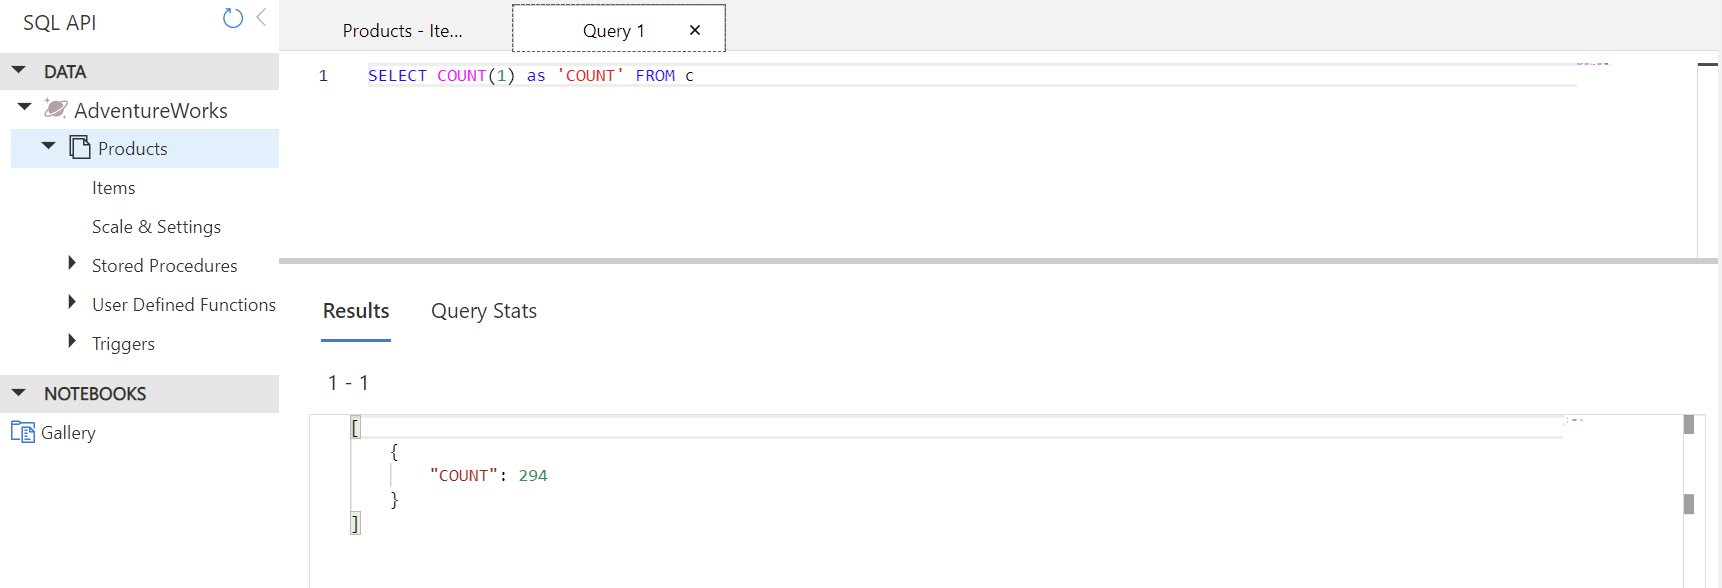 SQL API
DATA
AdventureWorks
Products
Items
Scale & Settings
Stored Procedures
User Defined Functions
Triggers
NOTEBOOKS
Gallery
Products - Ite...
Query 1
1 SELECT COUNT(1) as 'COUNT' FROM c
Results Query Stats
1 - 1
[
{
"COUNT": 294
}
]